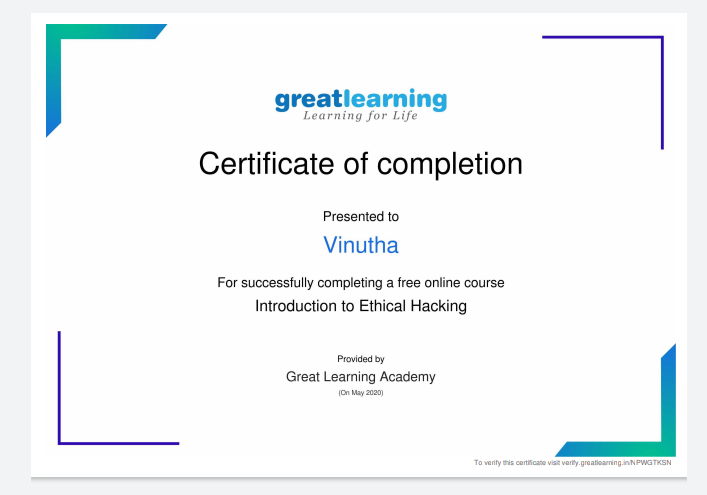 greatlearning
Learning for Life
Certificate of completion
Presented to
Vinutha
For successfully completing a free online course
Introduction to Ethical Hacking
Provided by
Great Learning Academy
(On May 2020)
To verify this certificate visit verify.greatlearning.in/NPWGTKSN